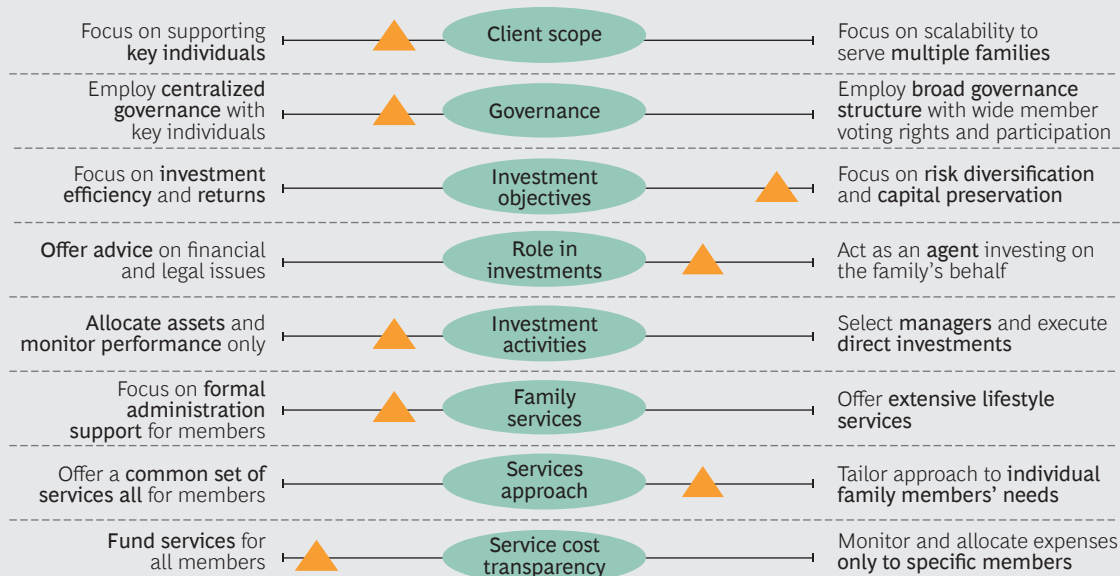 Focus on supporting
key individuals
Client scope
Focus on scalability to
serve multiple families
Employ centralized
governance with
key individuals
Governance
Employ broad governance
structure with wide member
voting rights and participation
Focus on investment
efficiency and returns
Investment
objectives
Focus on risk diversification
and capital preservation
Offer advice on financial
and legal issues
Role in
investments
Act as an agent investing on
the family's behalf
Allocate assets and
monitor performance only
Investment
activities
Select managers and execute
direct investments
Focus on formal
administration
support for members
Family
services
Offer extensive lifestyle
services
Offer a common set of
services all for members
Services
approach
Tailor approach to individual
family members' needs
Fund services for
all members
Service cost
transparency
Monitor and allocate expenses
only to specific members